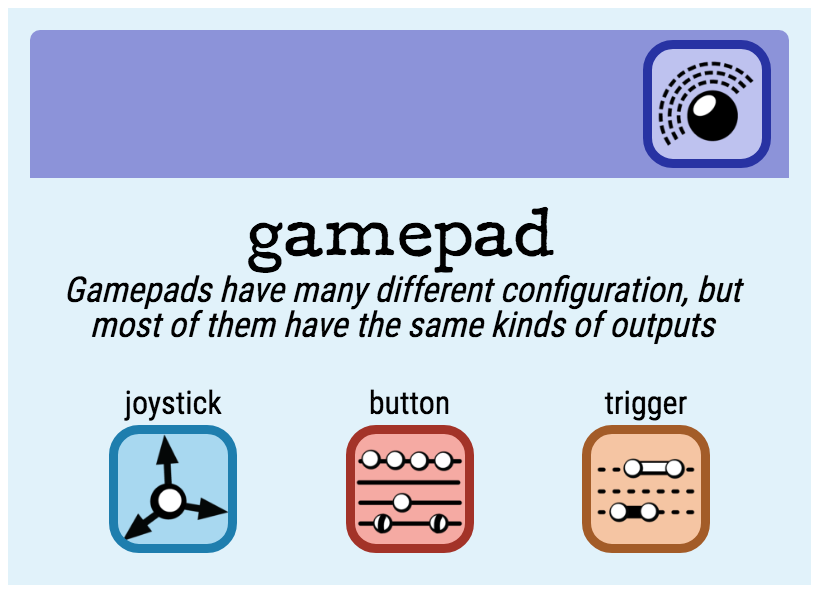 gamepad
Gamepads have many different configuration, but
most of them have the same kinds of outputs
joystick button trigger